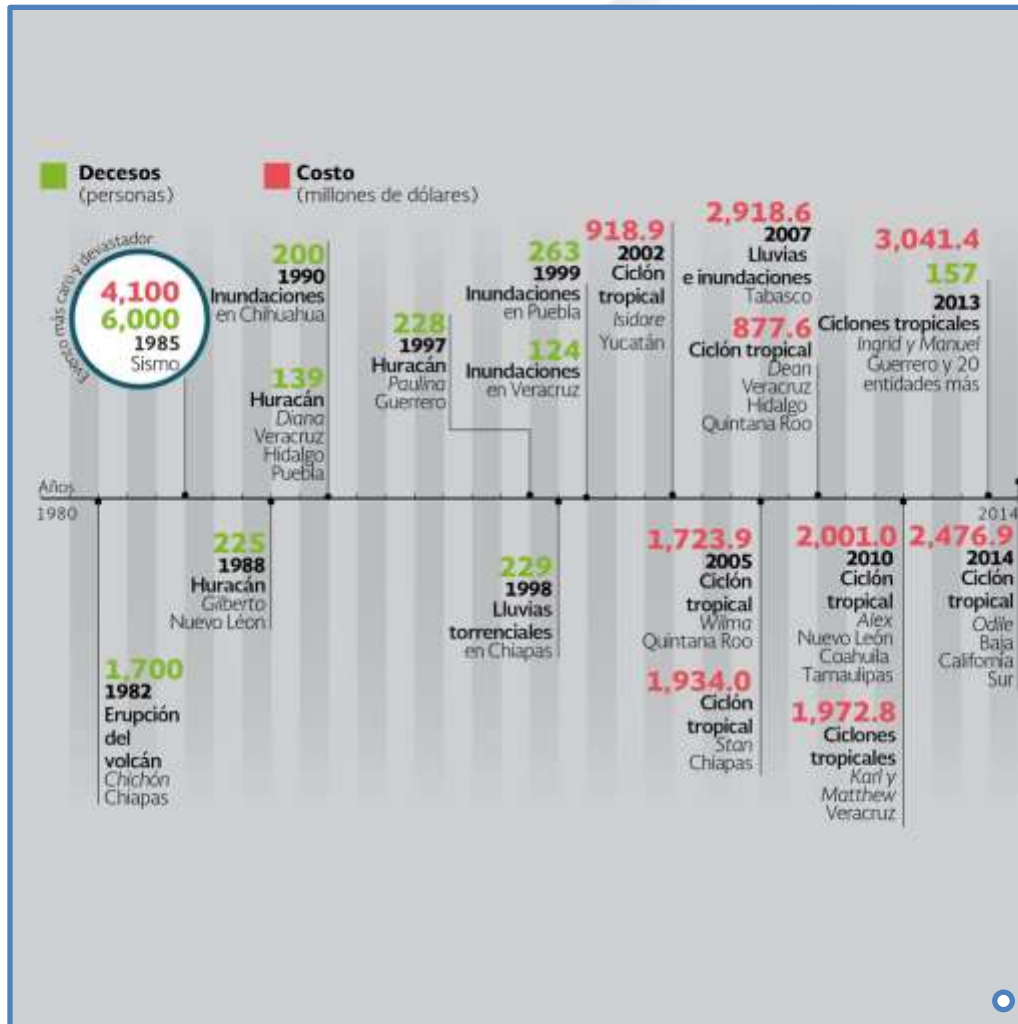 Decesos
(personas)
Costo
(millones de dólares)
Evento más caro y devastador
4,100
6,000
1985
Sismo
200
1990
Inundaciones
en Chihuahua
139
Huracán
Diana
Veracruz
Hidalgo
Puebla
228
1997
Huracán
Paulina
Guerrero
263
1999
Inundaciones
en Puebla
124
Inundaciones
en Veracruz
918.9
2002
Ciclón
tropical
Isidore
Yucatán
2,918.6
2007
Lluvias
e inundaciones
Tabasco
877.6
Ciclón tropical
Dean
Veracruz
Hidalgo
Quintana Roo
3,041.4
157
2013
Ciclones tropicales
Ingrid y Manuel
Guerrero y 20
entidades más
Años
1980
2014
1,700
1982
Erupción
del
volcán
Chichón
Chiapas
225
1988
Huracán
Gilberto
Nuevo Léon
229
1998
Lluvias
torrenciales
en Chiapas
1,723.9
2005
Ciclón
tropical
Wilma
Quintana Roo
1,934.0
Ciclón
tropical
Stan
Chiapas
2,001.0
2010
Ciclón
tropical
Alex
Nuevo León
Coahuila
Tamaulipas
1,972.8
Ciclones
tropicales
Karl y
Matthew
Veracruz
2,476.9
2014
Ciclón
tropical
Odile
Baja
California
Sur